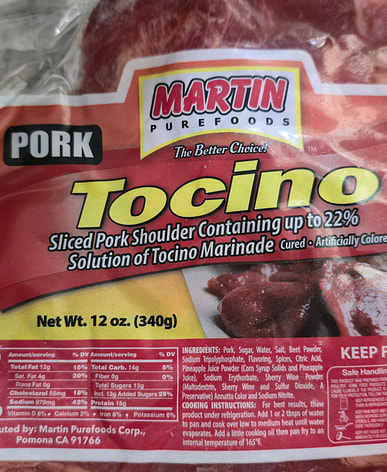 MARTIN
PUREFOODS
The Better Choice!
TM
PORK
Tocino
Sliced Pork Shoulder Containing up to 22%
Solution of Tocino Marinade Cured • Artificially Colore
Net Wt. 12 oz. (340g)
Amount/serving % DV Amount/serving % DV
Total Fat 12g 15% Total Carb. 14g 5%
Sat. Fat 4g 20% Fiber 0g 0%
Trans Fat 0g Total Sugars 13g
Cholesterol 55mg 18% Incl. 13g Added Sugars 26%
Sodium 970mg 42% Protein 16g
Vitamin D 6% • Calcium 2% • Iron 6% • Potassium 6%
uted by: Martin Purefoods Corp.,
Pomona CA 91766
INGREDIENTS: Pork, Sugar, Water, Salt, Beet Powder,
Sodium Tripolyphosphate, Flavoring, Spices, Citric Acid,
Pineapple Juice Powder (Corn Syrup Solids and Pineapple
Juice), Sodium Erythorbate, Sherry Wine Powder
(Maltodextrin, Sherry Wine and Sulfur Dioxide, A
Preservative) Annatto Color and Sodium Nitrite.
COOKING INSTRUCTIONS: For best results, thaw
product under refrigeration. Add 1 or 2 tbsps of water
to pan and cook over low to medium heat until water
evaporates. Add a little cooking oil then pan fry to an
internal temperature of 165°F.
KEEP F
Safe Handlin